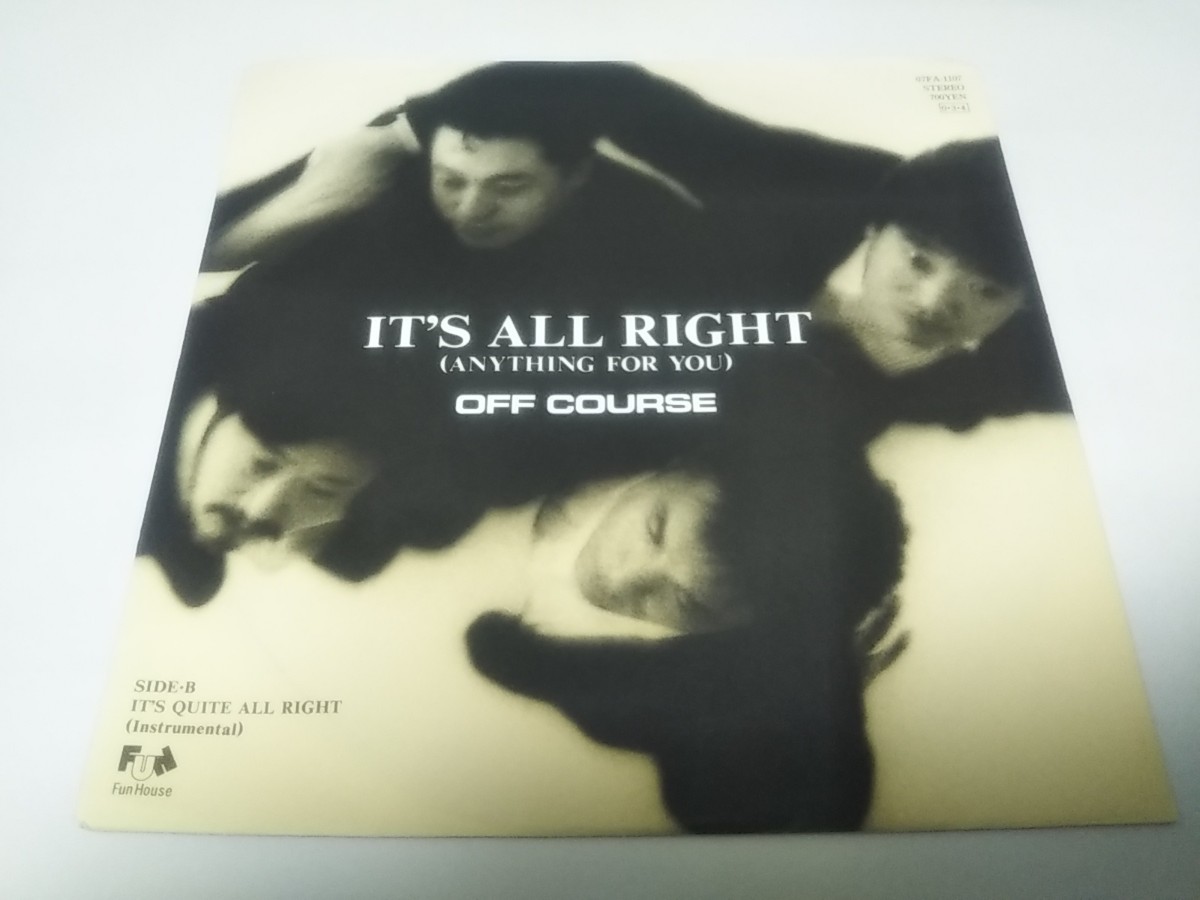 STEREO
700YEN
IT'S ALL RIGHT
(ANYTHING FOR YOU)
OFF COURSE
SIDE·B
IT'S QUITE ALL RIGHT
(Instrumental)
FUN
Fun House